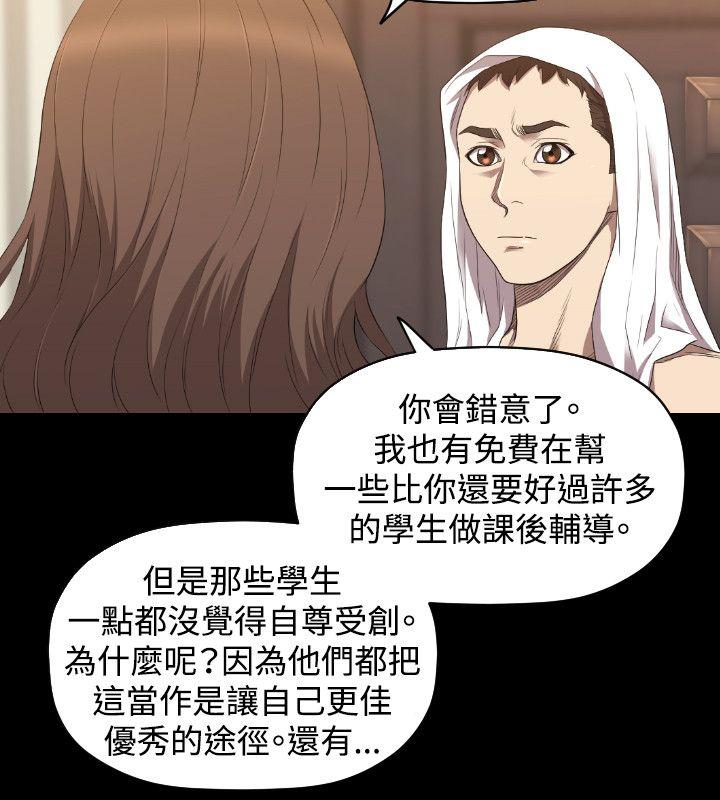 你會錯意了。
我也有免費在幫
一些比你還要好過許多
的學生做課後輔導。
但是那些學生
一點都沒覺得自尊受創。
為什麼呢？因為他們都把
這當作是讓自己更佳
優秀的途徑。還有...